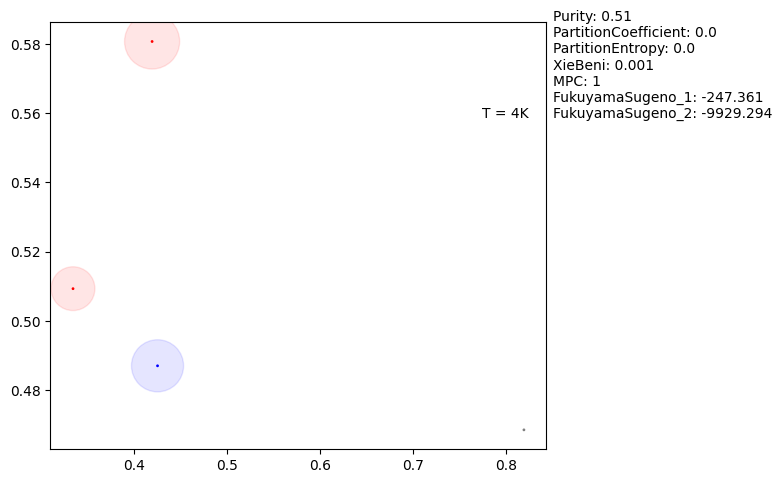 Purity: 0.51
PartitionCoefficient: 0.0
PartitionEntropy: 0.0
XieBeni: 0.001
MPC: 1
FukuyamaSugeno_1: -247.361
FukuyamaSugeno_2: -9929.294
T = 4K
0.58
0.56
0.54
0.52
0.50
0.48
0.4 0.5 0.6 0.7 0.8